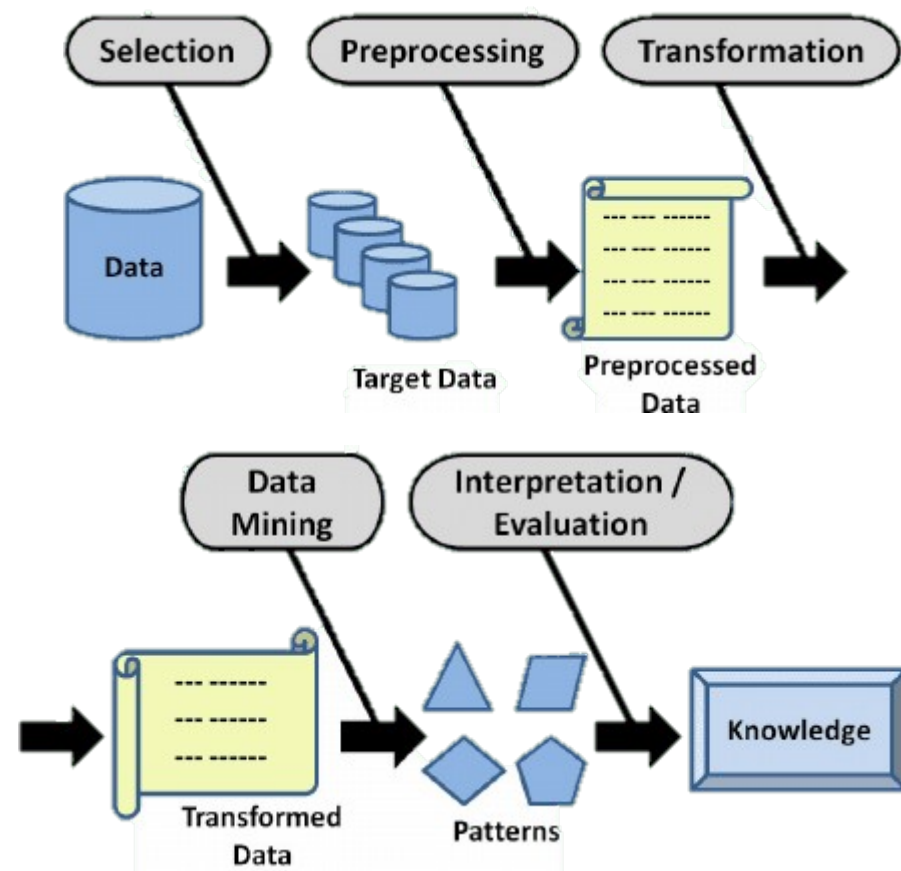 Selection
Preprocessing
Transformation
Data
Target Data
Preprocessed
Data
Data
Mining
Interpretation /
Evaluation
Transformed
Data
Patterns
Knowledge